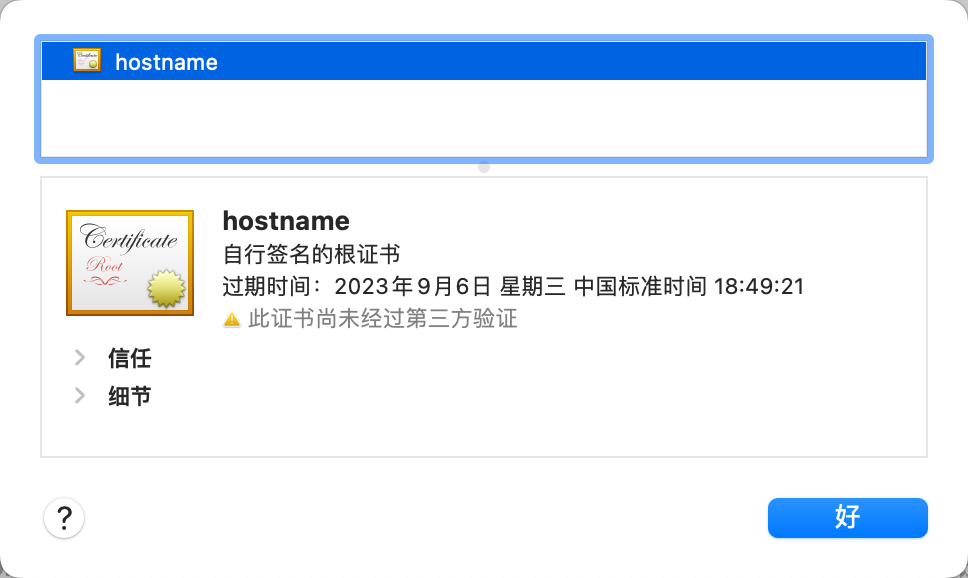 hostname
Certificate
Root
hostname
自行签名的根证书
过期时间：2023年9月6日 星期三 中国标准时间 18:49:21
此证书尚未经过第三方验证
信任
细节
?
好